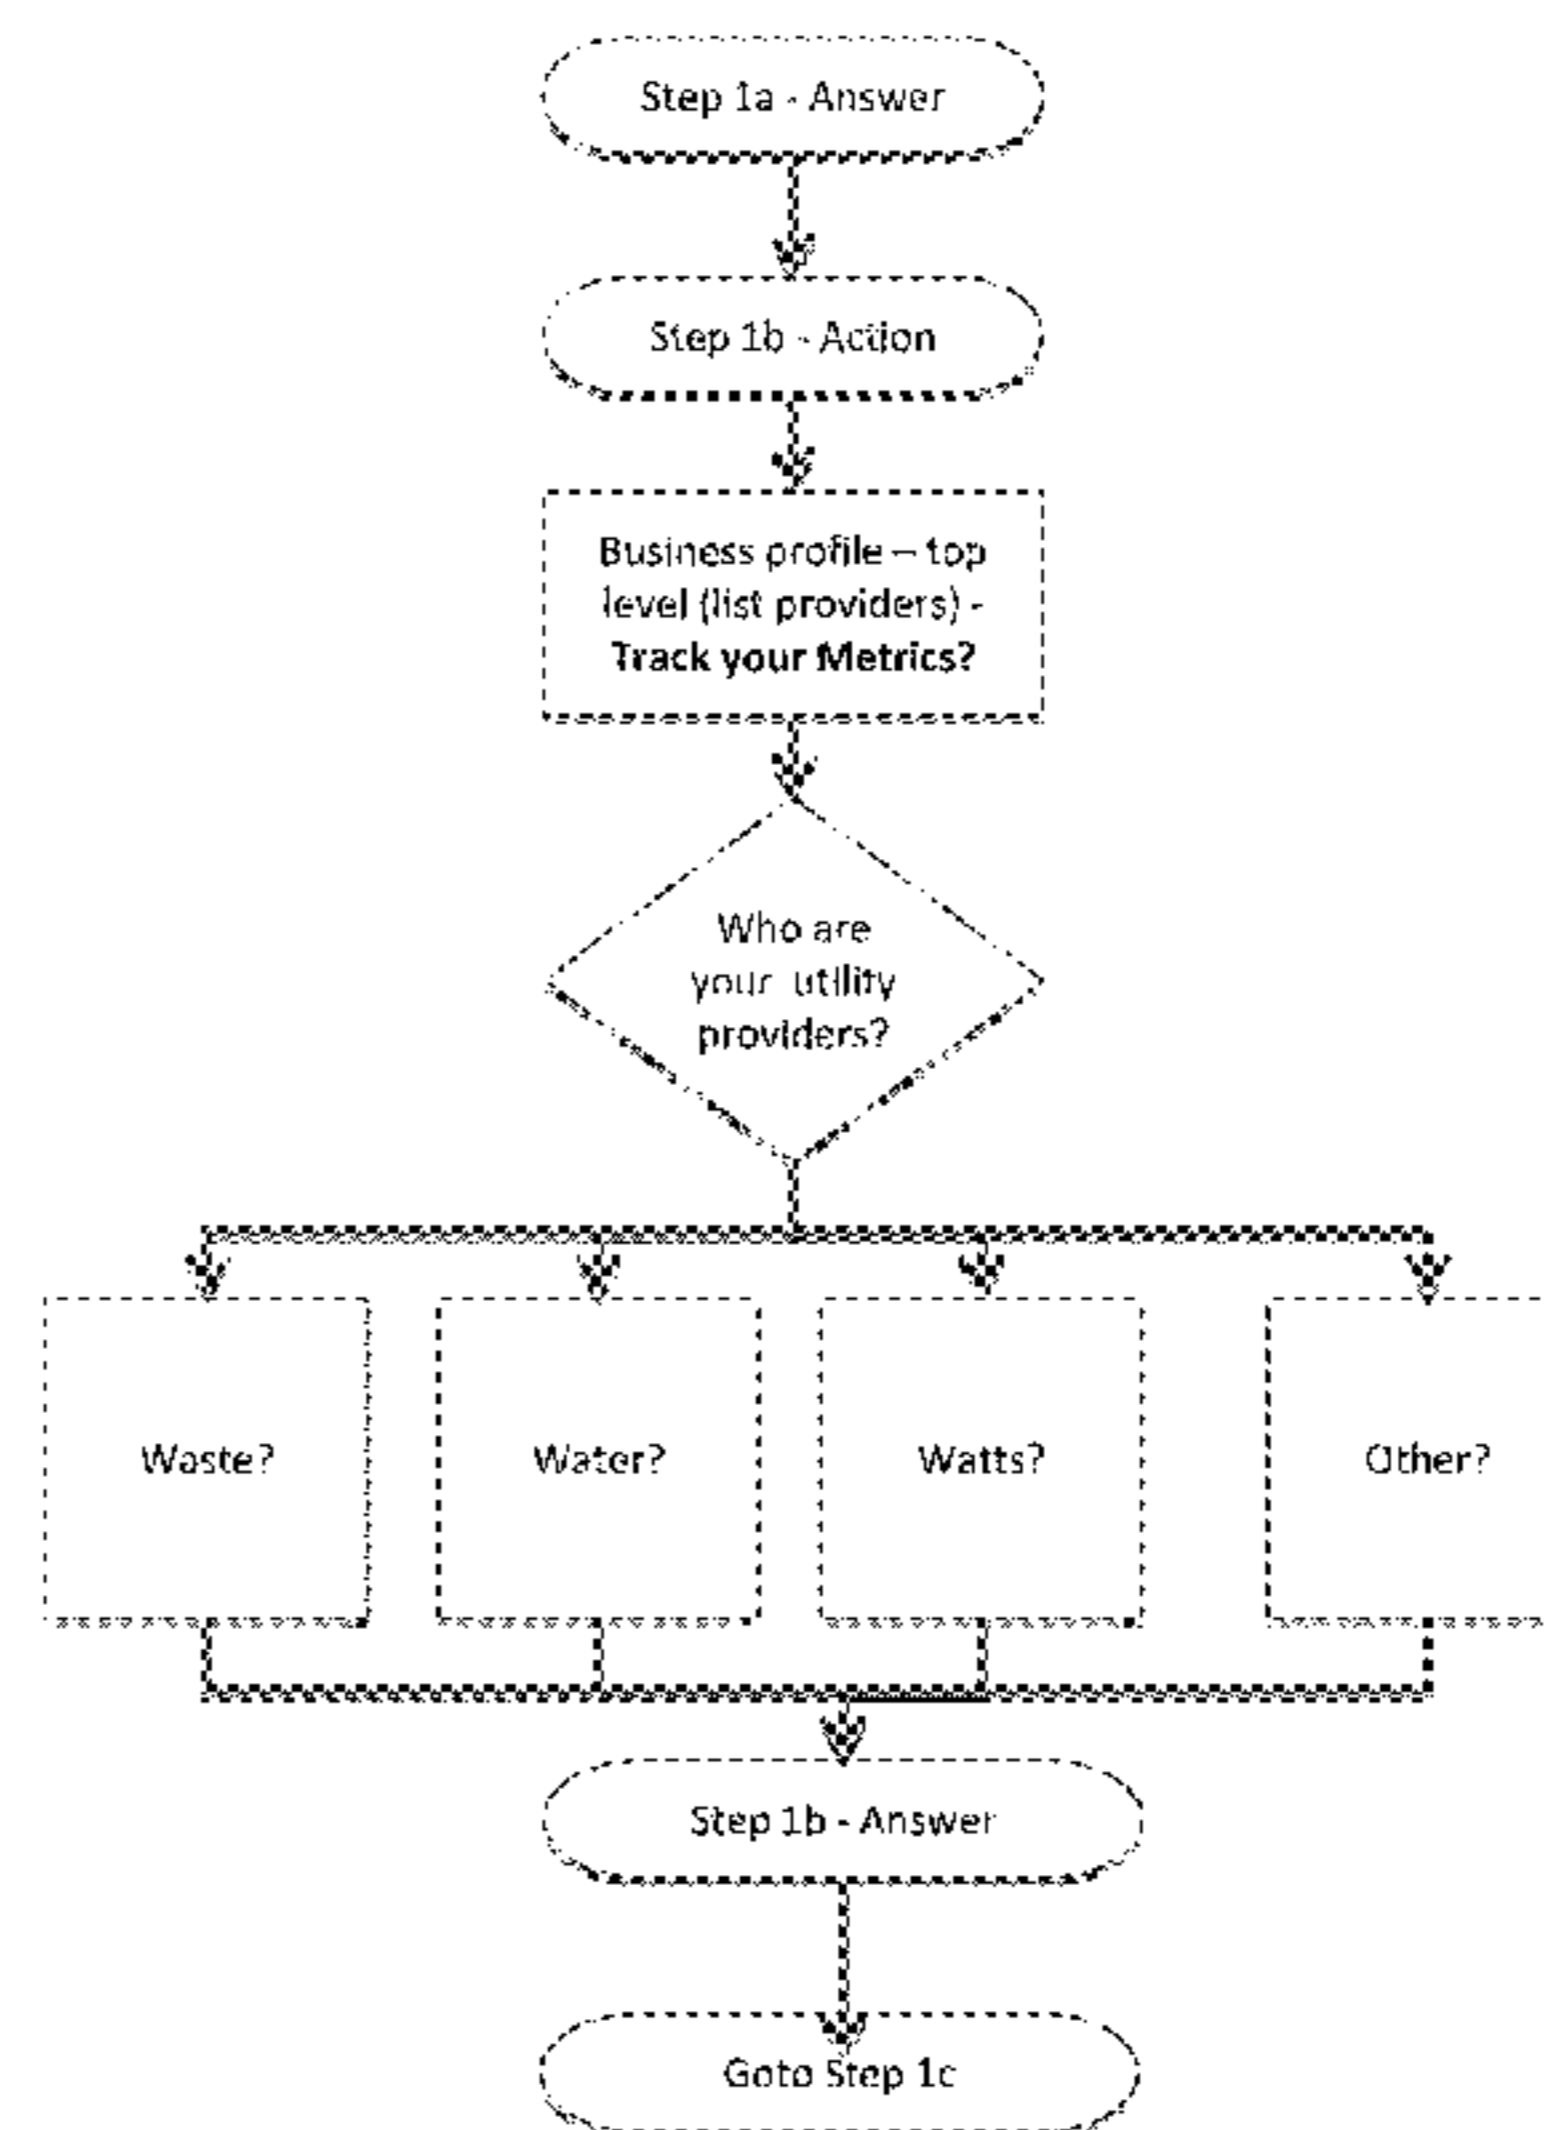 Step 1a - Answer
Step 1b - Action
Business profile – top
level (list providers) -
Track your Metrics?
Who are
your utility
providers?
Waste?
Water?
Watts?
Other?
Step 1b - Answer
Goto Step 1c